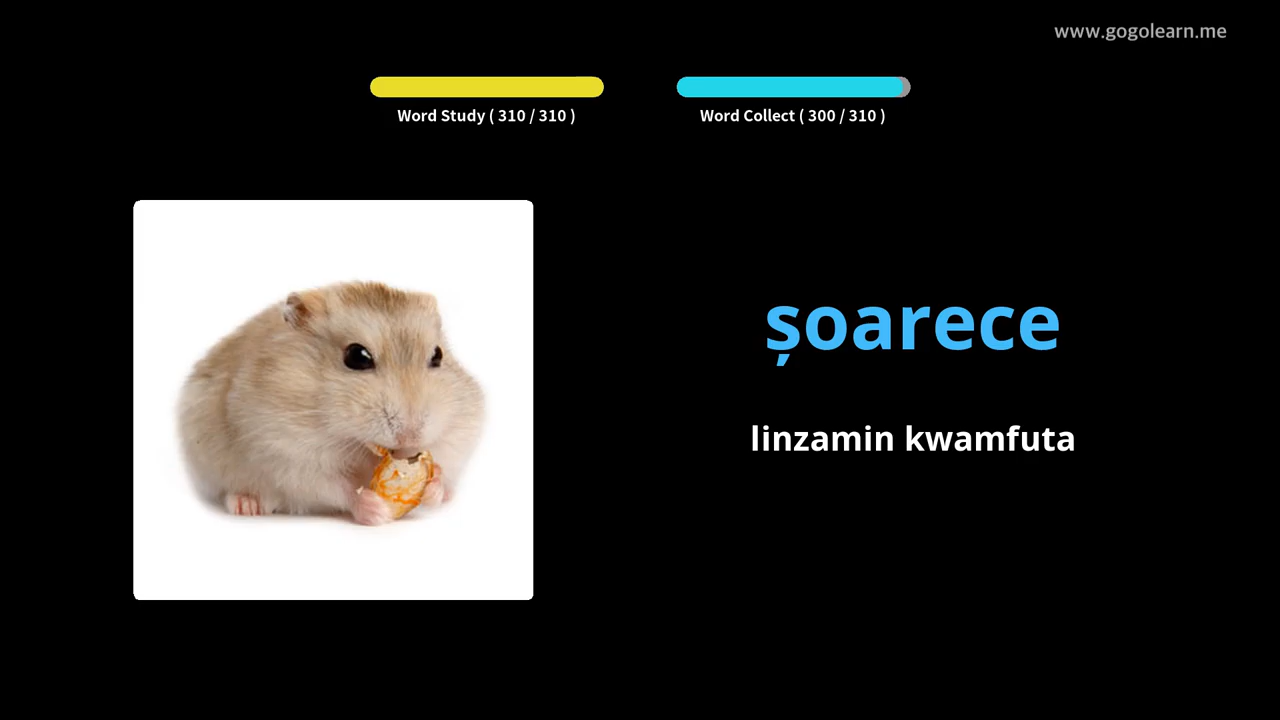 www.gogolearn.me
Word Study ( 310 / 310 )
Word Collect ( 300 / 310 )
șoarece
linzamin kwamfuta